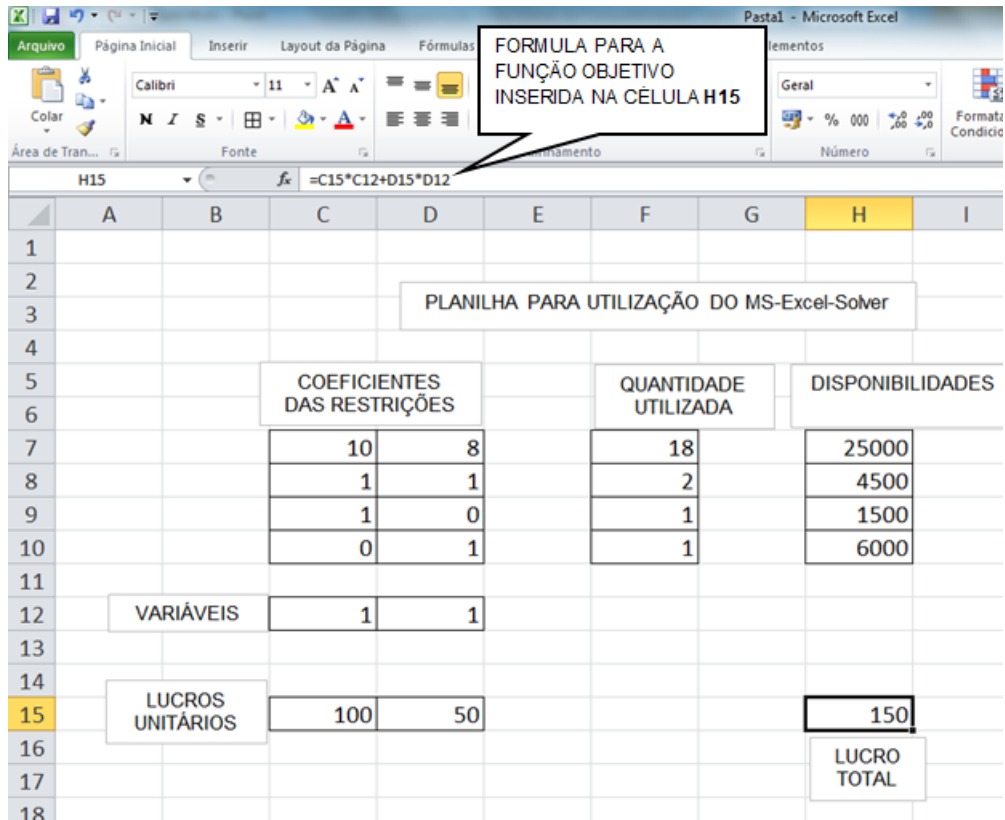 Pasta1 - Microsoft Excel
Arquivo Página Inicial Inserir Layout da Página Fórmulas
FORMULA PARA A
FUNÇÃO OBJETIVO
INSERIDA NA CÉLULA H15
Calibri 11 A A Geral
Colar N I S A % 000
Formata
Condicio
Área de Tran... Fonte Número
H15 fx =C15*C12+D15*D12
A B C D E F G H I
1
2
PLANILHA PARA UTILIZAÇÃO DO MS-Excel-Solver
3
4
5 COEFICIENTES QUANTIDADE DISPONIBILIDADES
6 DAS RESTRIÇÕES UTILIZADA
7 10 8 18 25000
8 1 1 2 4500
9 1 0 1 1500
10 0 1 1 6000
11
12 VARIÁVEIS 1 1
13
14
LUCROS
15 UNITÁRIOS 100 50 150
16 LUCRO
17 TOTAL
18